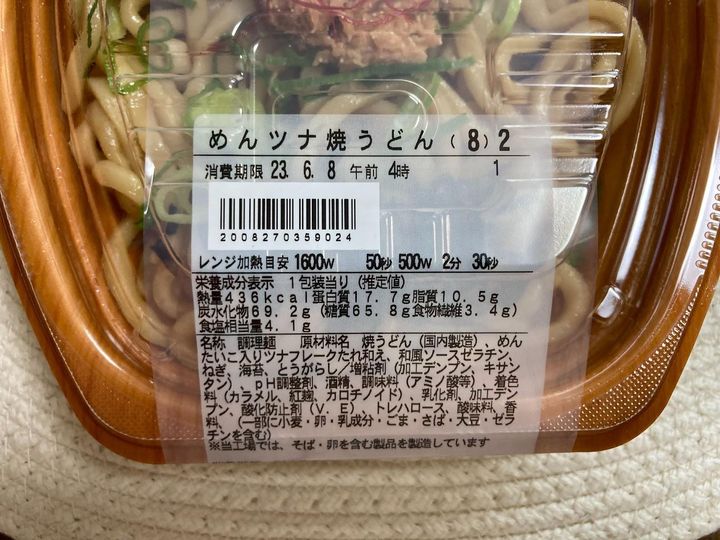 めんツナ焼うどん(8)2
消費期限 23. 6. 8 午前 4時 1
2008270359024
レンジ加熱目安 1600W 50秒 500W 2分 30秒
栄養成分表示 1包装当り(推定値)
熱量436kcal蛋白質17.7g脂質10.5g
炭水化物69.2g(糖質65.8g食物繊維3.4g)
食塩相当量4.1g
名称 調理麺 原材料名 焼うどん(国内製造)、めん
たいこ入りツナフレークたれ和え、和風ソースゼラチン、
ねぎ、海苔、とうがらし/増粘剤(加工デンプン、キサン
タン)、pH調整剤、酒精、調味料(アミノ酸等)、着色
料(カラメル、紅麹、カロチノイド)、乳化剤、加工デン
プン、酸化防止剤(V.E)、トレハロース、酸味料、香
料、(一部に小麦・卵・乳成分・ごま・さば・大豆・ゼラ
チンを含む)
※当工場では、そば・卵を含む製品を製造しています